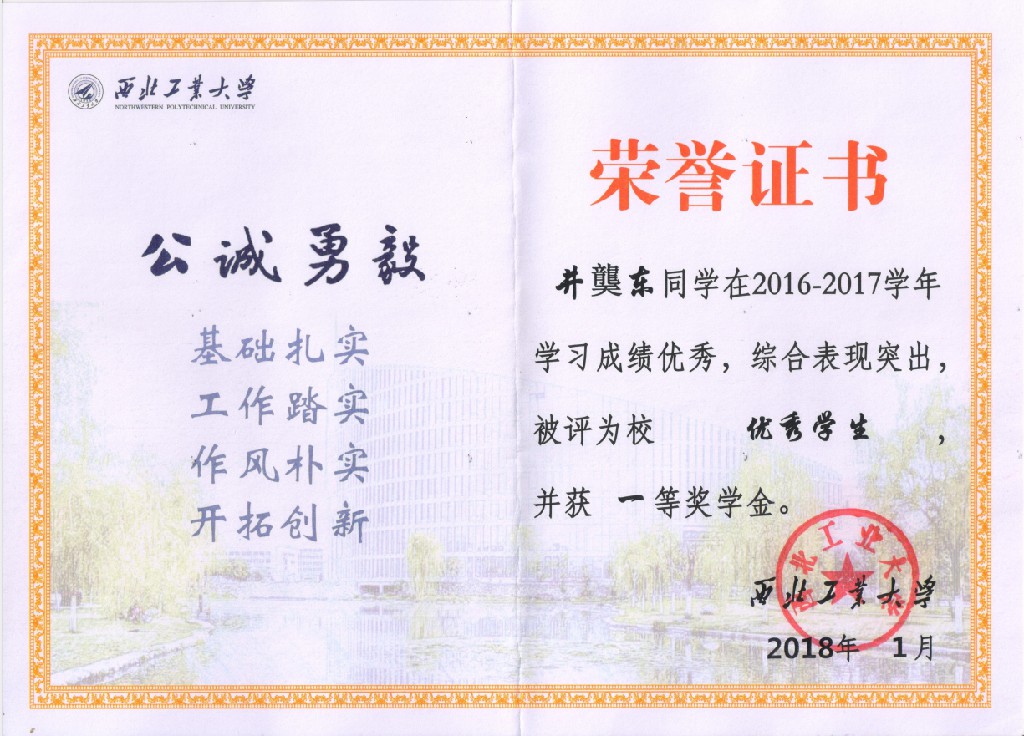 西北工业大学
NORTHWESTERN POLYTECHNICAL UNIVERSITY
公诚勇毅
基础扎实
工作踏实
作风朴实
开拓创新
荣誉证书
井龑东同学在2016-2017学年
学习成绩优秀，综合表现突出，
被评为校 优秀学生 ，
并获 一 等奖学金。
西北工业大学
西北工业大学
2018年 1月